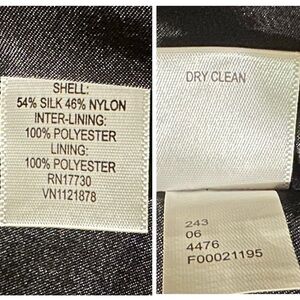 SHELL:
54% SILK 46% NYLON
INTER-LINING:
100% POLYESTER
LINING:
100% POLYESTER
RN17730
VN1121878
DRY CLEAN
243
06
4476
F00021195